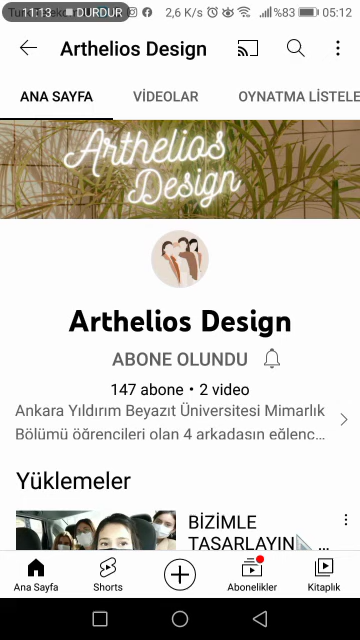 11:13 DURDUR 2,6 K/s %83 05:12
Arthelios Design
ANA SAYFA VİDEOLAR OYNATMA LİSTELE
Arthelios
Design
Arthelios Design
ABONE OLUNDU
147 abone • 2 video
Ankara Yıldırım Beyazıt Üniversitesi Mimarlık
Bölümü öğrencileri olan 4 arkadasın eğlenc...
Yüklemeler
BİZİMLE
TASARLAYIN ...
Ana Sayfa Shorts Abonelikler Kitaplık